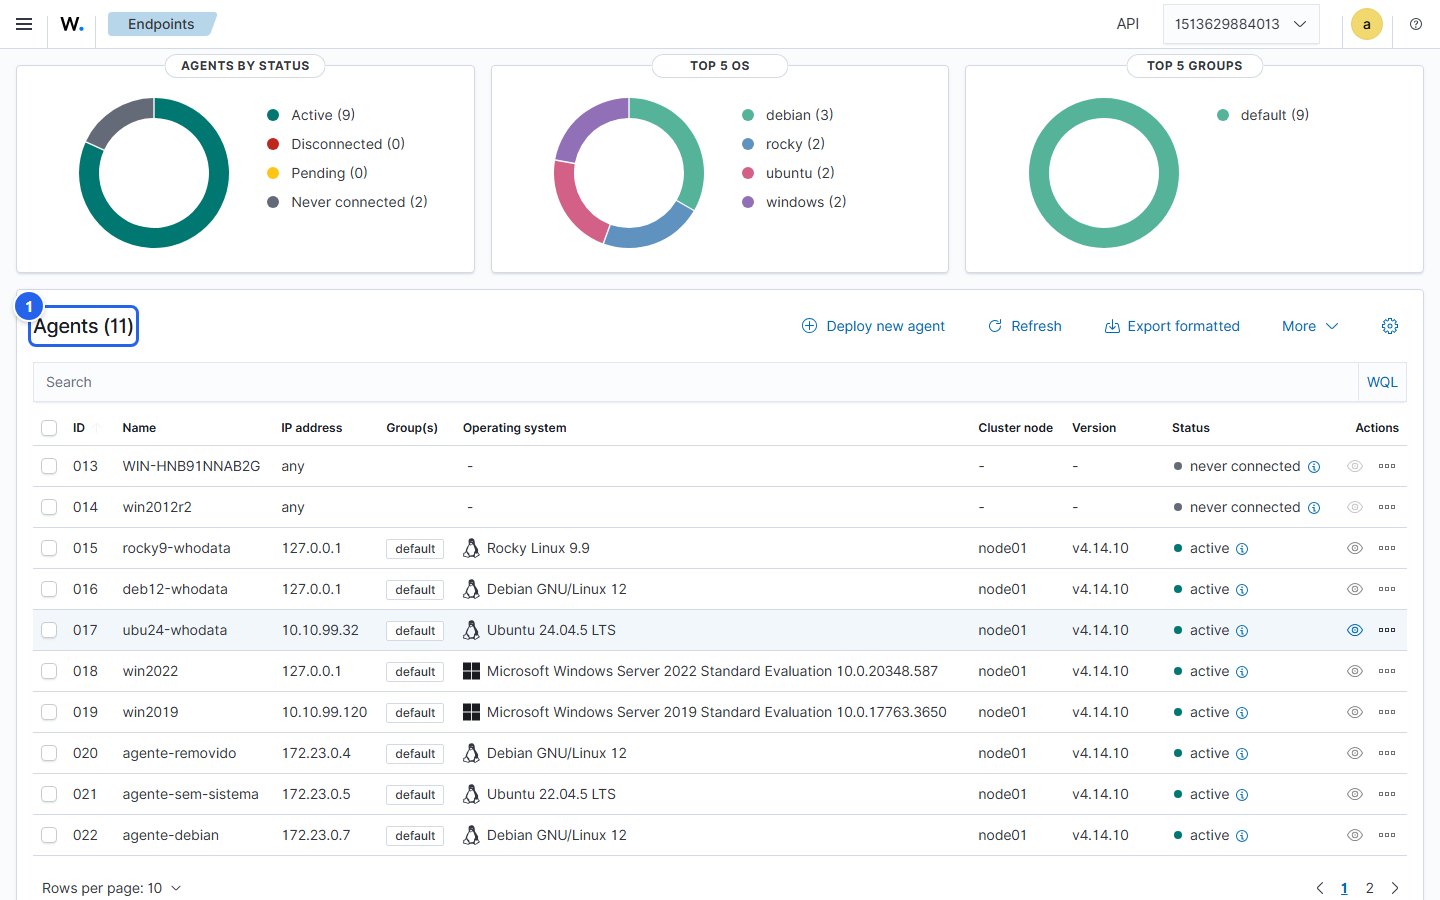 W. Endpoints API 1513629884013 a
AGENTS BY STATUS TOP 5 OS TOP 5 GROUPS
Active (9) debian (3) default (9)
Disconnected (0) rocky (2)
Pending (0) ubuntu (2)
Never connected (2) windows (2)
1
Agents (11) Deploy new agent Refresh Export formatted More
Search WQL
ID Name IP address Group(s) Operating system Cluster node Version Status Actions
013 WIN-HNB91NNAB2G any - - - never connected
014 win2012r2 any - - - never connected
015 rocky9-whodata 127.0.0.1 default Rocky Linux 9.9 node01 v4.14.10 active
016 deb12-whodata 127.0.0.1 default Debian GNU/Linux 12 node01 v4.14.10 active
017 ubu24-whodata 10.10.99.32 default Ubuntu 24.04.5 LTS node01 v4.14.10 active
018 win2022 127.0.0.1 default Microsoft Windows Server 2022 Standard Evaluation 10.0.20348.587 node01 v4.14.10 active
019 win2019 10.10.99.120 default Microsoft Windows Server 2019 Standard Evaluation 10.0.17763.3650 node01 v4.14.10 active
020 agente-removido 172.23.0.4 default Debian GNU/Linux 12 node01 v4.14.10 active
021 agente-sem-sistema 172.23.0.5 default Ubuntu 22.04.5 LTS node01 v4.14.10 active
022 agente-debian 172.23.0.7 default Debian GNU/Linux 12 node01 v4.14.10 active
Rows per page: 10 1 2